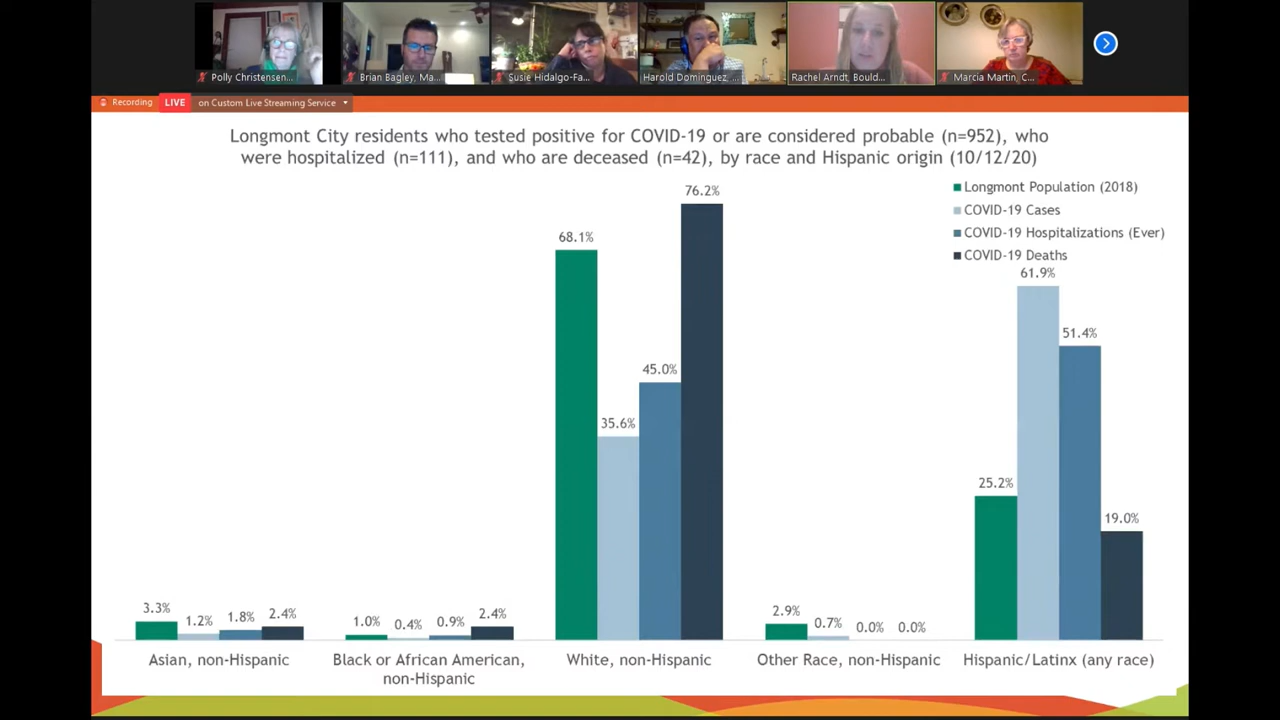 Polly Christensen...
Brian Bagley, Ma...
Susie Hidalgo-Fa...
Harold Dominguez, ...
Rachel Arndt, Bould...
Marcia Martin, C...
Recording LIVE on Custom Live Streaming Service
Longmont City residents who tested positive for COVID-19 or are considered probable (n=952), who
were hospitalized (n=111), and who are deceased (n=42), by race and Hispanic origin (10/12/20)
Longmont Population (2018)
COVID-19 Cases
COVID-19 Hospitalizations (Ever)
COVID-19 Deaths
3.3%
1.2%
1.8%
2.4%
1.0%
0.4%
0.9%
2.4%
68.1%
35.6%
45.0%
76.2%
2.9%
0.7%
0.0%
0.0%
25.2%
61.9%
51.4%
19.0%
Asian, non-Hispanic
Black or African American,
non-Hispanic
White, non-Hispanic
Other Race, non-Hispanic
Hispanic/Latinx (any race)